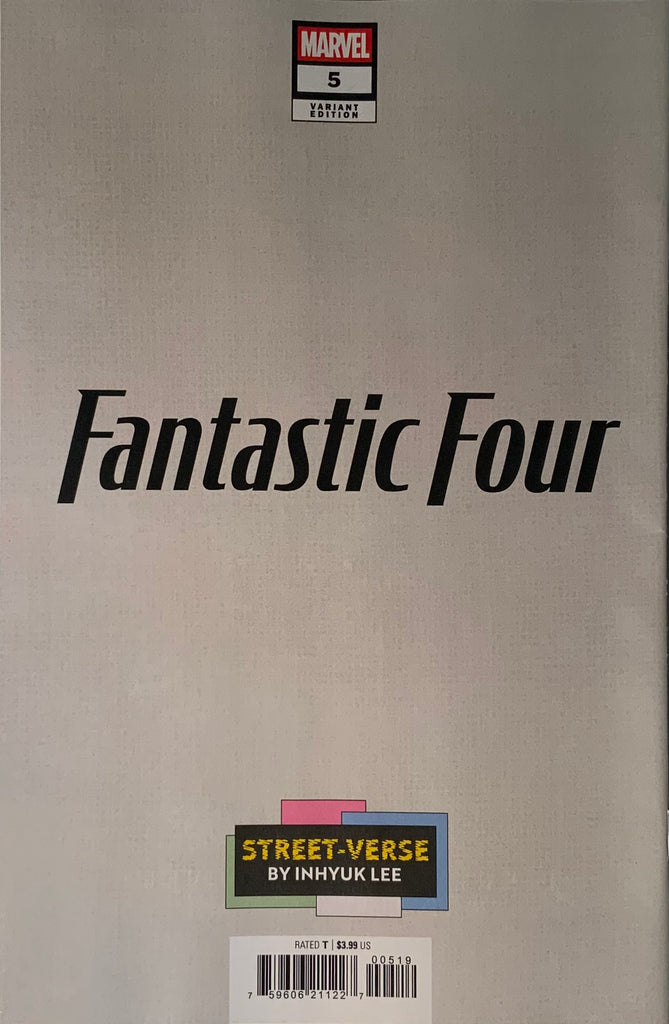 MARVEL
5
VARIANT
EDITION
Fantastic Four
STREET-VERSE
BY INHYUK LEE
RATED T | $3.99 US
00519
7 59606 21122 7